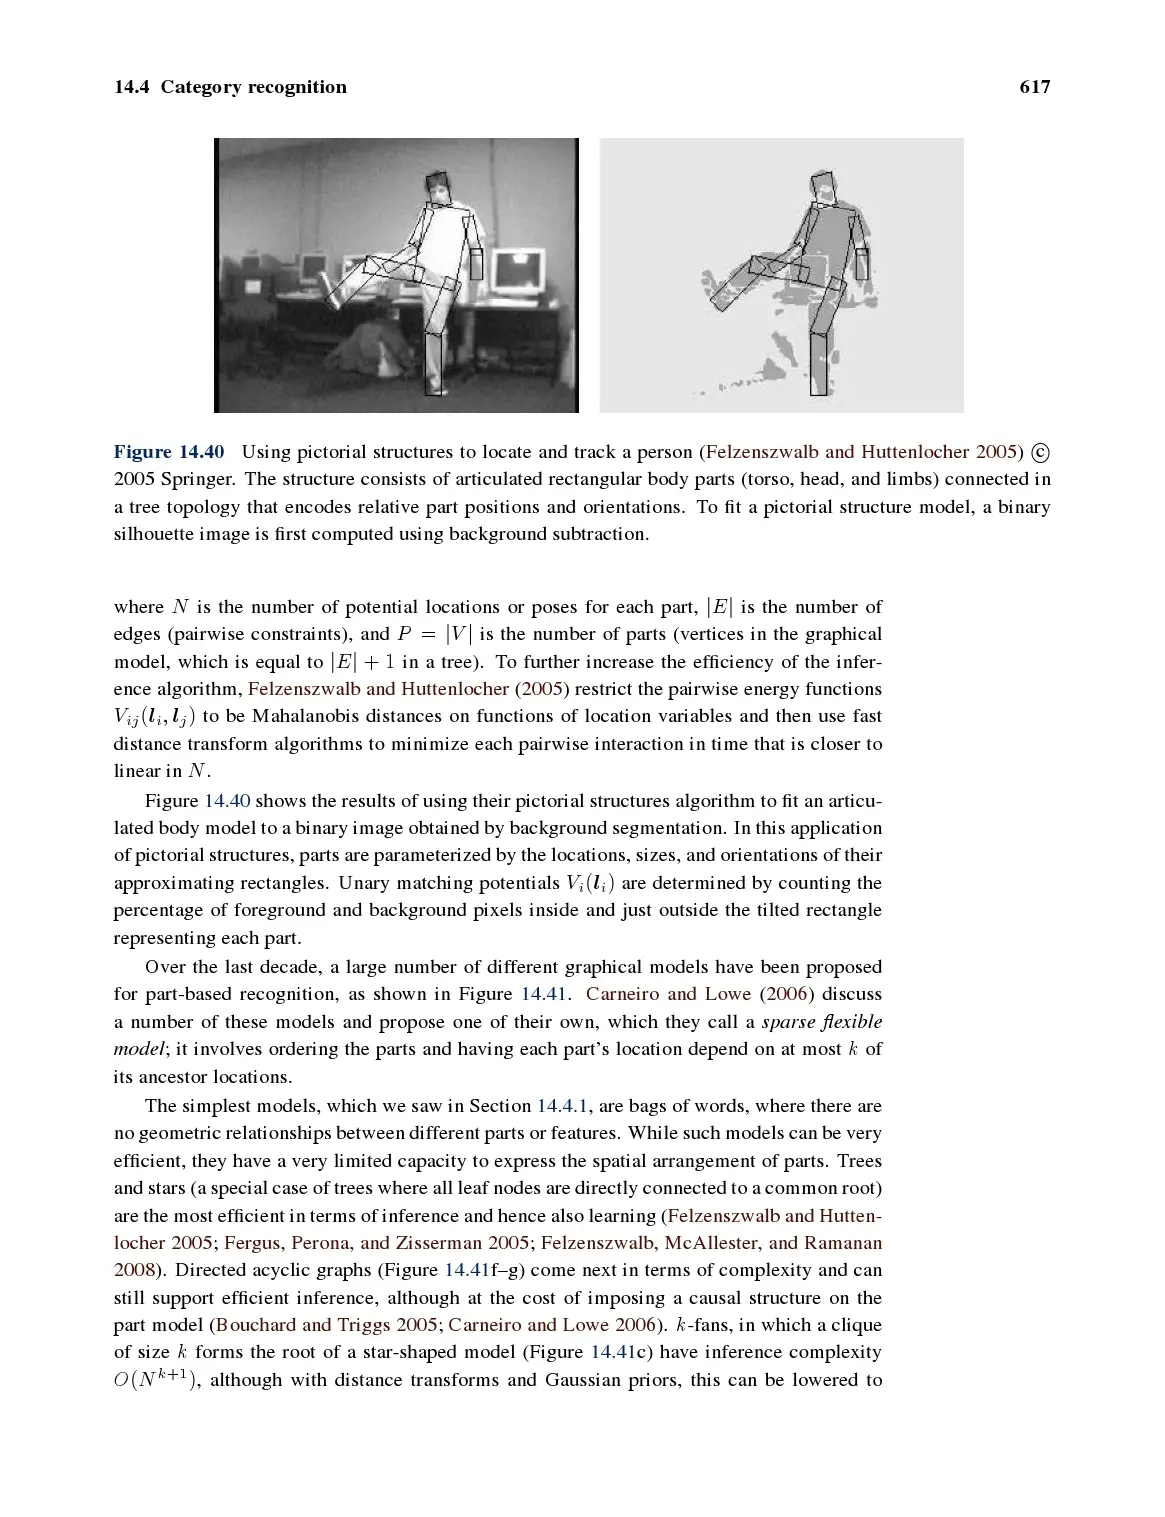 14.4 Category recognition 617
Figure 14.40 Using pictorial structures to locate and track a person (Felzenszwalb and Huttenlocher 2005) ©
2005 Springer. The structure consists of articulated rectangular body parts (torso, head, and limbs) connected in
a tree topology that encodes relative part positions and orientations. To fit a pictorial structure model, a binary
silhouette image is first computed using background subtraction.
where N is the number of potential locations or poses for each part, |E| is the number of
edges (pairwise constraints), and P = |V| is the number of parts (vertices in the graphical
model, which is equal to |E| + 1 in a tree). To further increase the efficiency of the infer-
ence algorithm, Felzenszwalb and Huttenlocher (2005) restrict the pairwise energy functions
V_{ij}(l_i, l_j) to be Mahalanobis distances on functions of location variables and then use fast
distance transform algorithms to minimize each pairwise interaction in time that is closer to
linear in N.
Figure 14.40 shows the results of using their pictorial structures algorithm to fit an articu-
lated body model to a binary image obtained by background segmentation. In this application
of pictorial structures, parts are parameterized by the locations, sizes, and orientations of their
approximating rectangles. Unary matching potentials V_i(l_i) are determined by counting the
percentage of foreground and background pixels inside and just outside the tilted rectangle
representing each part.
Over the last decade, a large number of different graphical models have been proposed
for part-based recognition, as shown in Figure 14.41. Carneiro and Lowe (2006) discuss
a number of these models and propose one of their own, which they call a sparse flexible
model; it involves ordering the parts and having each part's location depend on at most k of
its ancestor locations.
The simplest models, which we saw in Section 14.4.1, are bags of words, where there are
no geometric relationships between different parts or features. While such models can be very
efficient, they have a very limited capacity to express the spatial arrangement of parts. Trees
and stars (a special case of trees where all leaf nodes are directly connected to a common root)
are the most efficient in terms of inference and hence also learning (Felzenszwalb and Hutten-
locher 2005; Fergus, Perona, and Zisserman 2005; Felzenszwalb, McAllester, and Ramanan
2008). Directed acyclic graphs (Figure 14.41f–g) come next in terms of complexity and can
still support efficient inference, although at the cost of imposing a causal structure on the
part model (Bouchard and Triggs 2005; Carneiro and Lowe 2006). k-fans, in which a clique
of size k forms the root of a star-shaped model (Figure 14.41c) have inference complexity
O(N^{k+1}), although with distance transforms and Gaussian priors, this can be lowered to